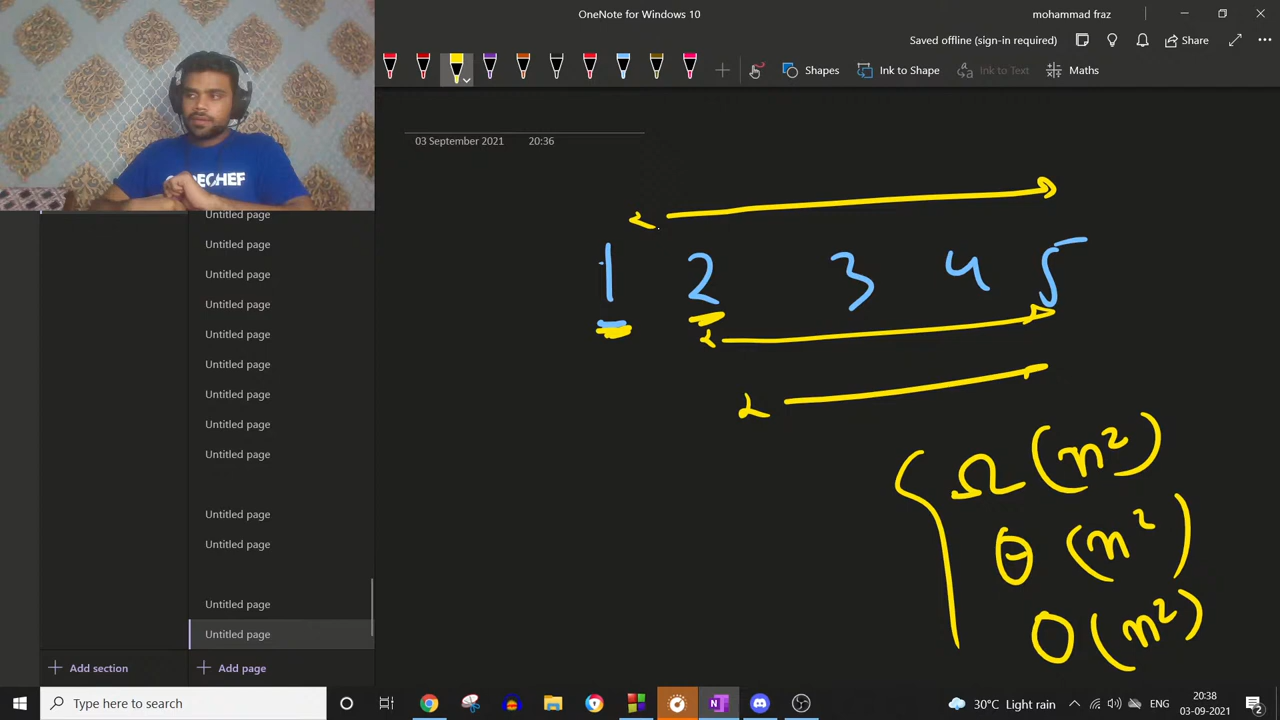 OneNote for Windows 10
mohammad fraz
Saved offline (sign-in required)
Share
Shapes
Ink to Shape
Ink to Text
Maths
03 September 2021 20:36
1 2 3 4 5
Ω (n²)
θ (n²)
O (n²)
Untitled page
Untitled page
Untitled page
Untitled page
Untitled page
Untitled page
Untitled page
Untitled page
Untitled page
Untitled page
Untitled page
Untitled page
Untitled page
Add section
Add page
Type here to search
30°C Light rain
ENG
20:38
03-09-2021
2